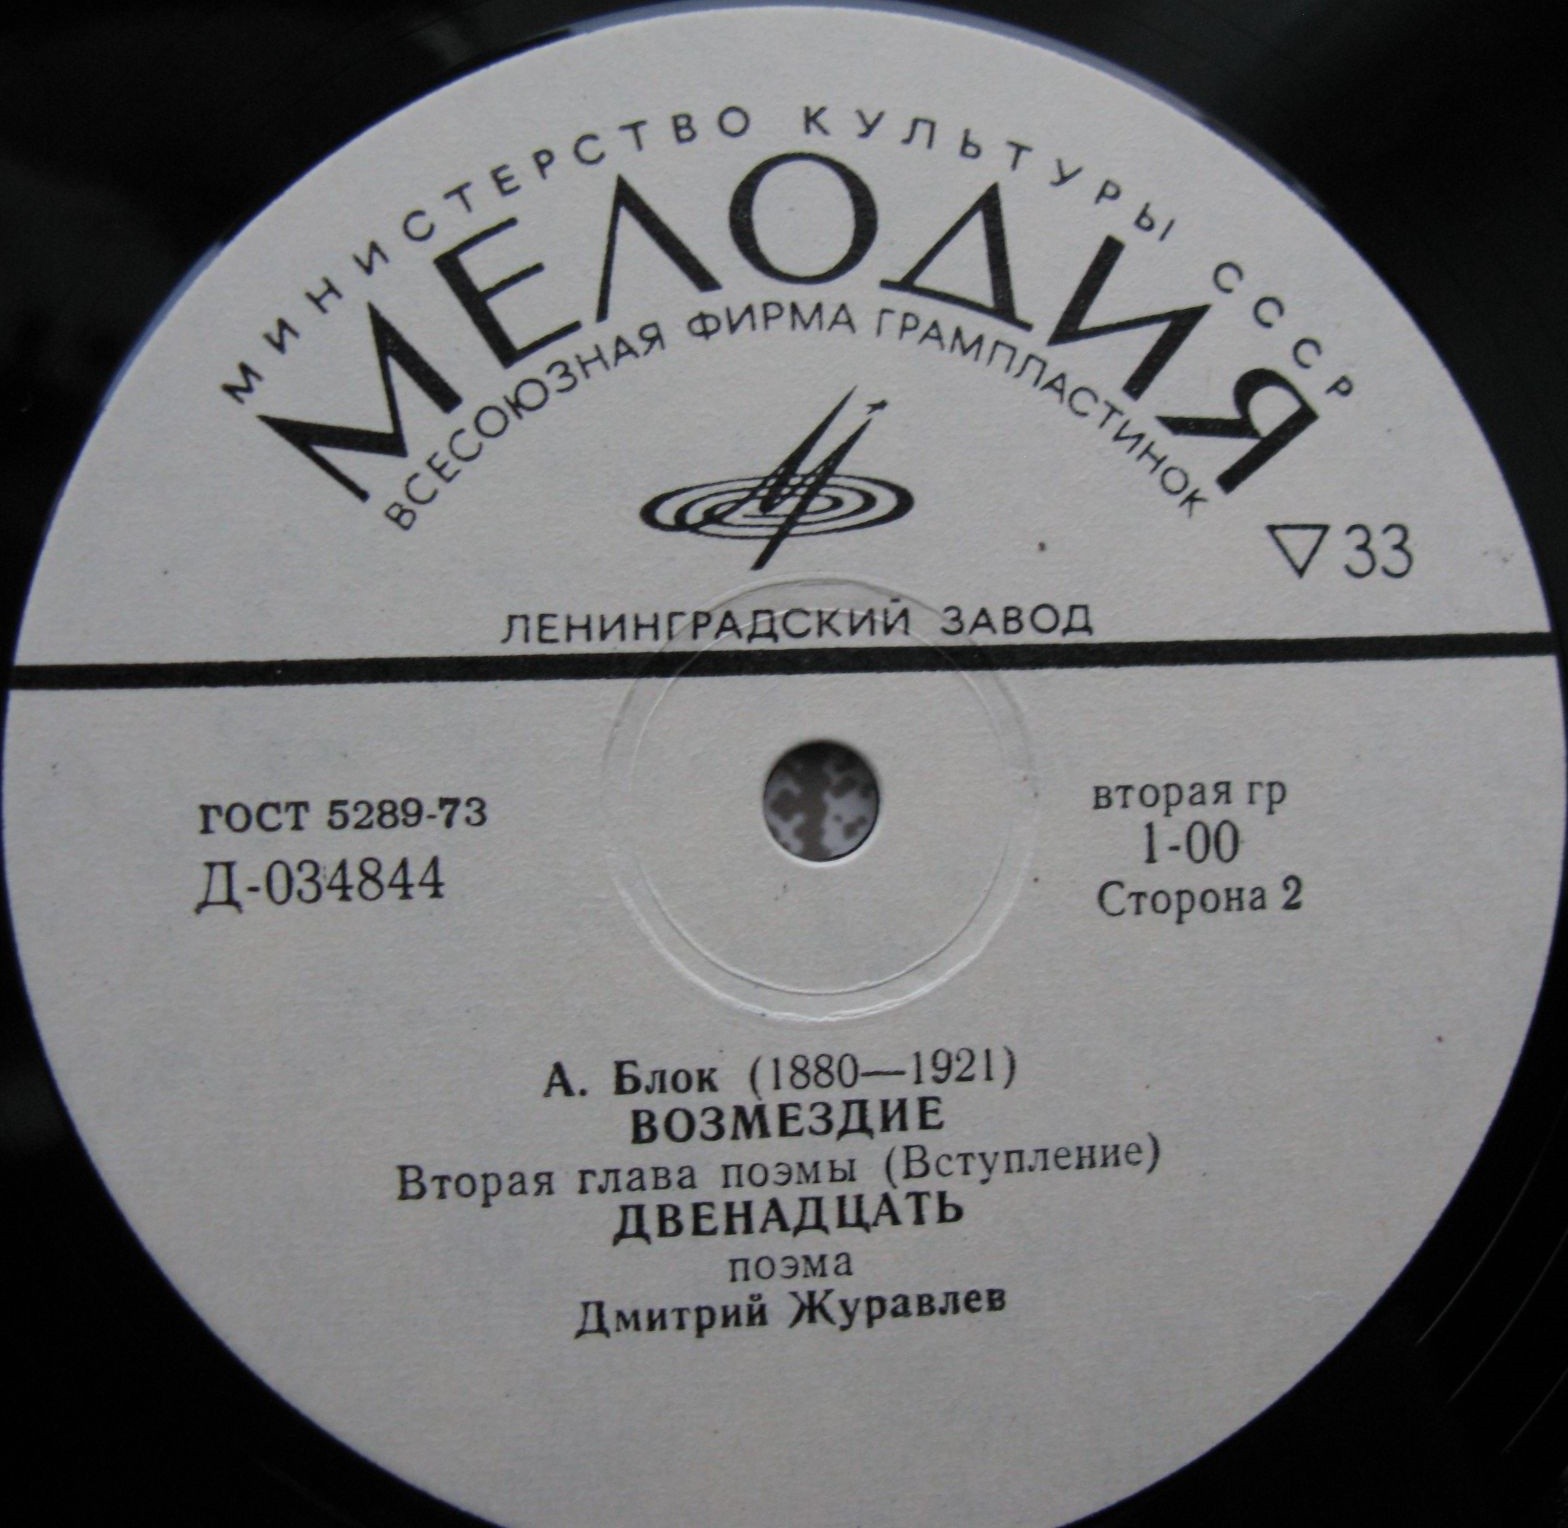 МИНИСТЕРСТВО КУЛЬТУРЫ СССР
МЕЛОДИЯ
ВСЕСОЮЗНАЯ ФИРМА ГРАМПЛАСТИНОК
33
ЛЕНИНГРАДСКИЙ ЗАВОД
ГОСТ 5289-73
Д-034844
вторая гр
1-00
Сторона 2
А. Блок (1880—1921)
ВОЗМЕЗДИЕ
Вторая глава поэмы (Вступление)
ДВЕНАДЦАТЬ
поэма
Дмитрий Журавлев